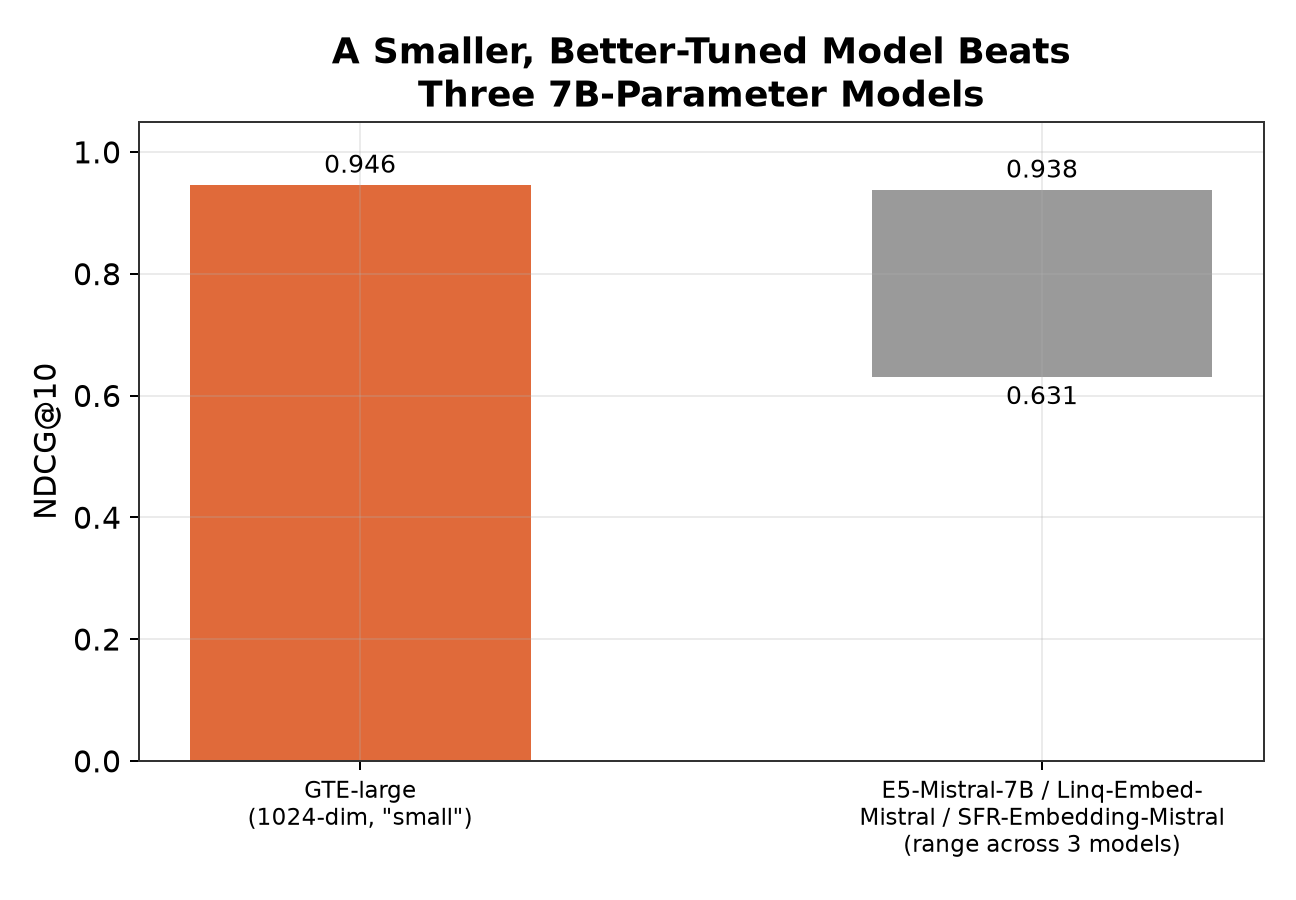 A Smaller, Better-Tuned Model Beats
Three 7B-Parameter Models
NDCG@10
1.0
0.8
0.6
0.4
0.2
0.0
0.946
0.938
0.631
GTE-large
(1024-dim, "small")
E5-Mistral-7B / Linq-Embed-
Mistral / SFR-Embedding-Mistral
(range across 3 models)